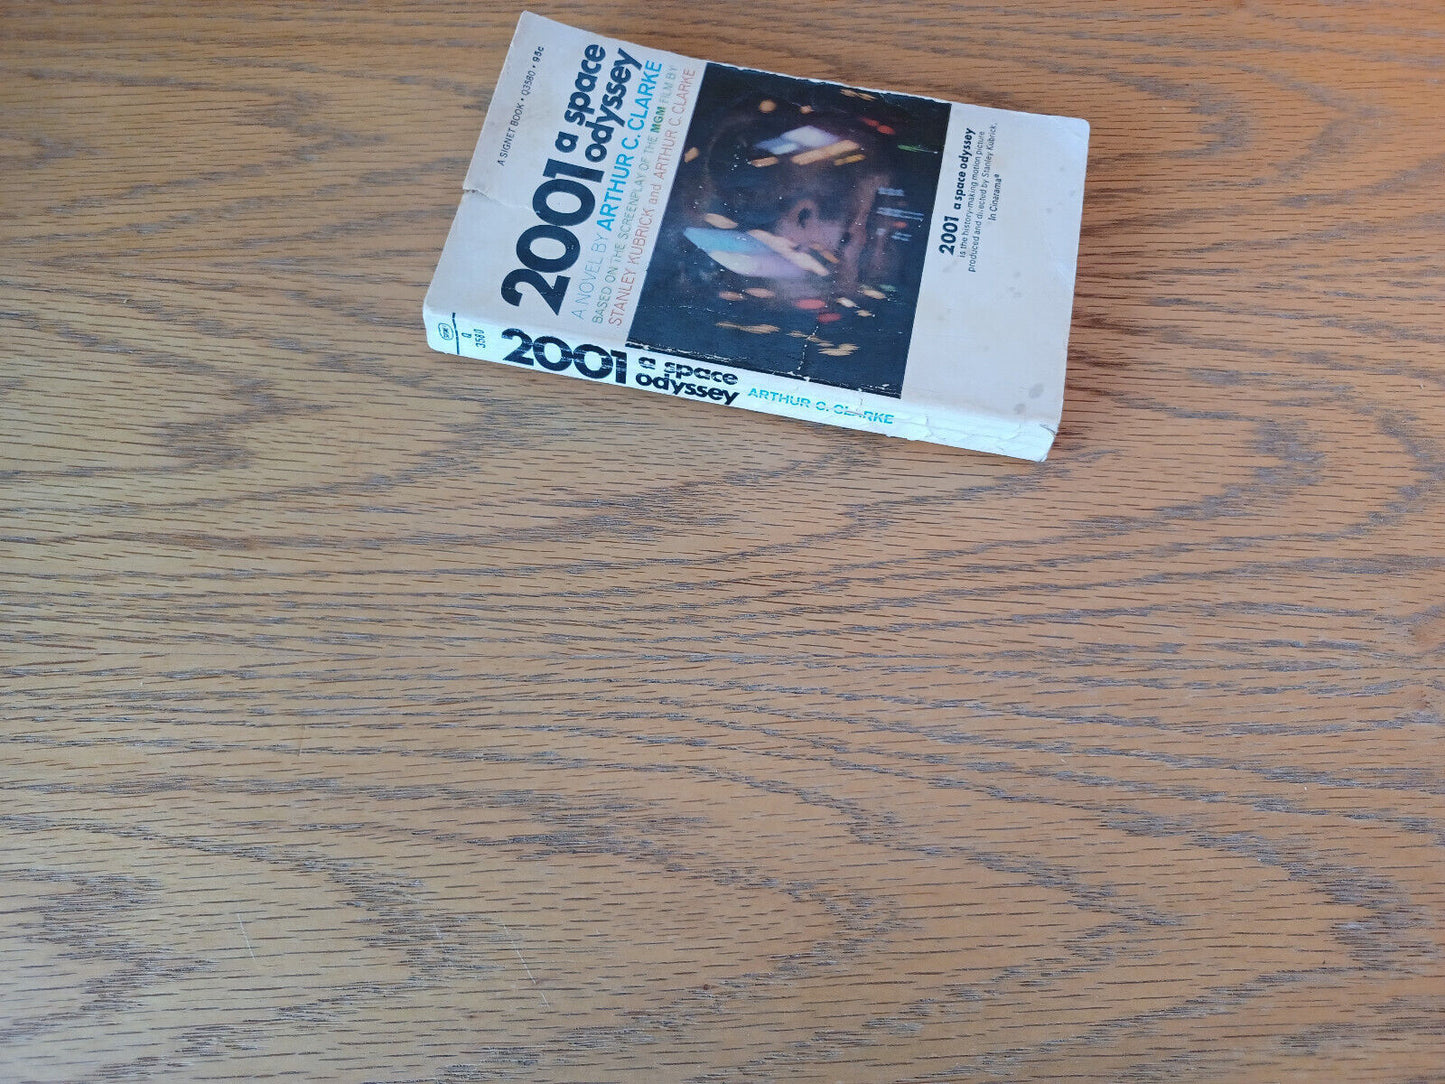 A SIGNET BOOK • Q3580 • 95c
2001 a space
odyssey
A NOVEL BY ARTHUR C. CLARKE
BASED ON THE SCREENPLAY OF THE MGM FILM BY
STANLEY KUBRICK and ARTHUR C. CLARKE
2001 a space odyssey
is the history-making motion picture
produced and directed by Stanley Kubrick.
In Cinerama®
Q
3580
2001 a space
odyssey
ARTHUR C. CLARKE